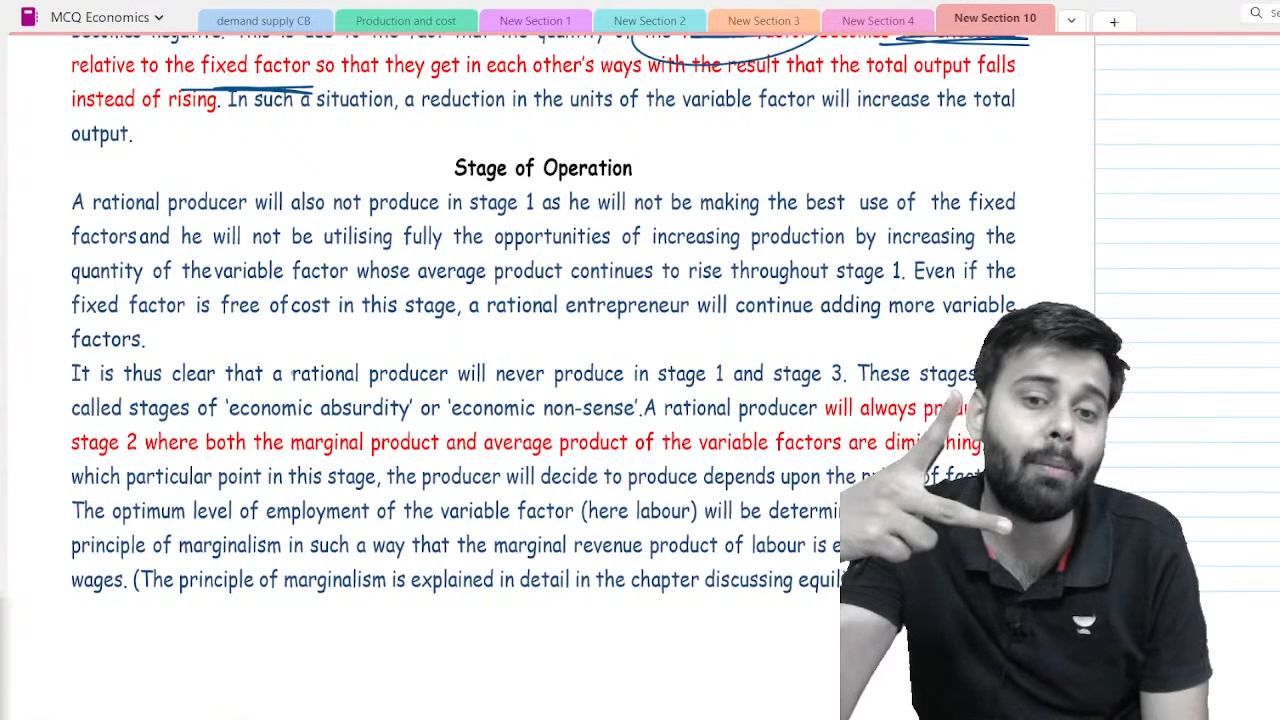 MCQ Economics
demand supply CB
Production and cost
New Section 1
New Section 2
New Section 3
New Section 4
New Section 10
relative to the fixed factor so that they get in each other's ways with the result that the total output falls
instead of rising. In such a situation, a reduction in the units of the variable factor will increase the total
output.
Stage of Operation
A rational producer will also not produce in stage 1 as he will not be making the best use of the fixed
factorsand he will not be utilising fully the opportunities of increasing production by increasing the
quantity of thevariable factor whose average product continues to rise throughout stage 1. Even if the
fixed factor is free ofcost in this stage, a rational entrepreneur will continue adding more variable
factors.
It is thus clear that a rational producer will never produce in stage 1 and stage 3. These stages
called stages of 'economic absurdity' or 'economic non-sense'.A rational producer will always
stage 2 where both the marginal product and average product of the variable factors are
which particular point in this stage, the producer will decide to produce depends upon the
The optimum level of employment of the variable factor (here labour) will be
principle of marginalism in such a way that the marginal revenue product of labour is
wages. (The principle of marginalism is explained in detail in the chapter discussing